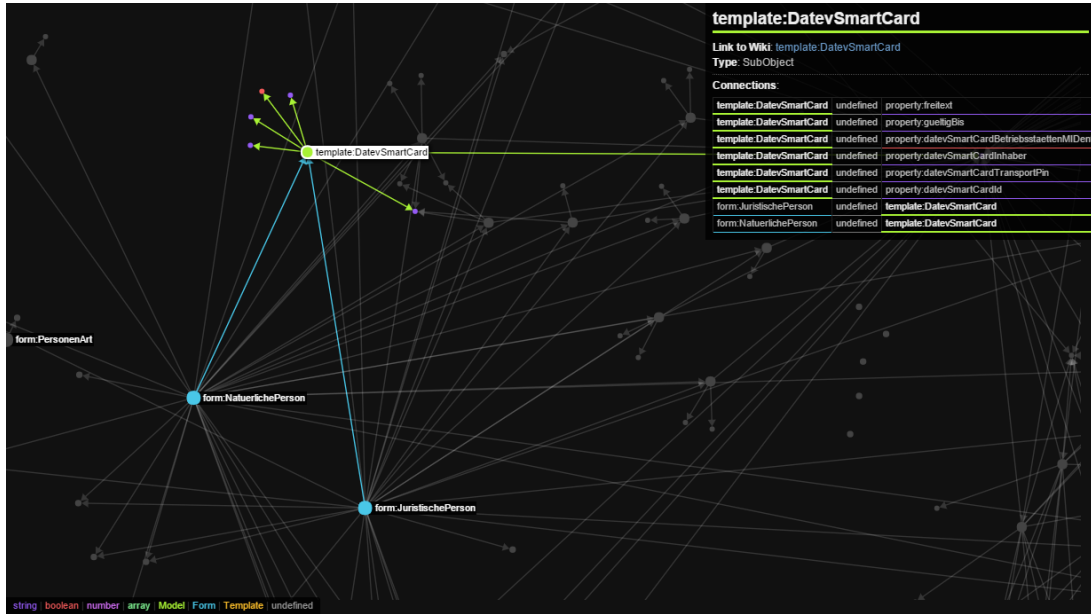 template:DatevSmartCard
Link to Wiki: template:DatevSmartCard
Type: SubObject
Connections:
template:DatevSmartCard undefined property:freitext
template:DatevSmartCard undefined property:gueltigBis
template:DatevSmartCard undefined property:datevSmartCardBetriebsstaettenMIDen
template:DatevSmartCard undefined property:datevSmartCardInhaber
template:DatevSmartCard undefined property:datevSmartCardTransportPin
template:DatevSmartCard undefined property:datevSmartCardId
form:JuristischePerson undefined template:DatevSmartCard
form:NatuerlichePerson undefined template:DatevSmartCard
template:DatevSmartCard
form:PersonenArt
form:NatuerlichePerson
form:JuristischePerson
string | boolean | number | array | Model | Form | Template | undefined